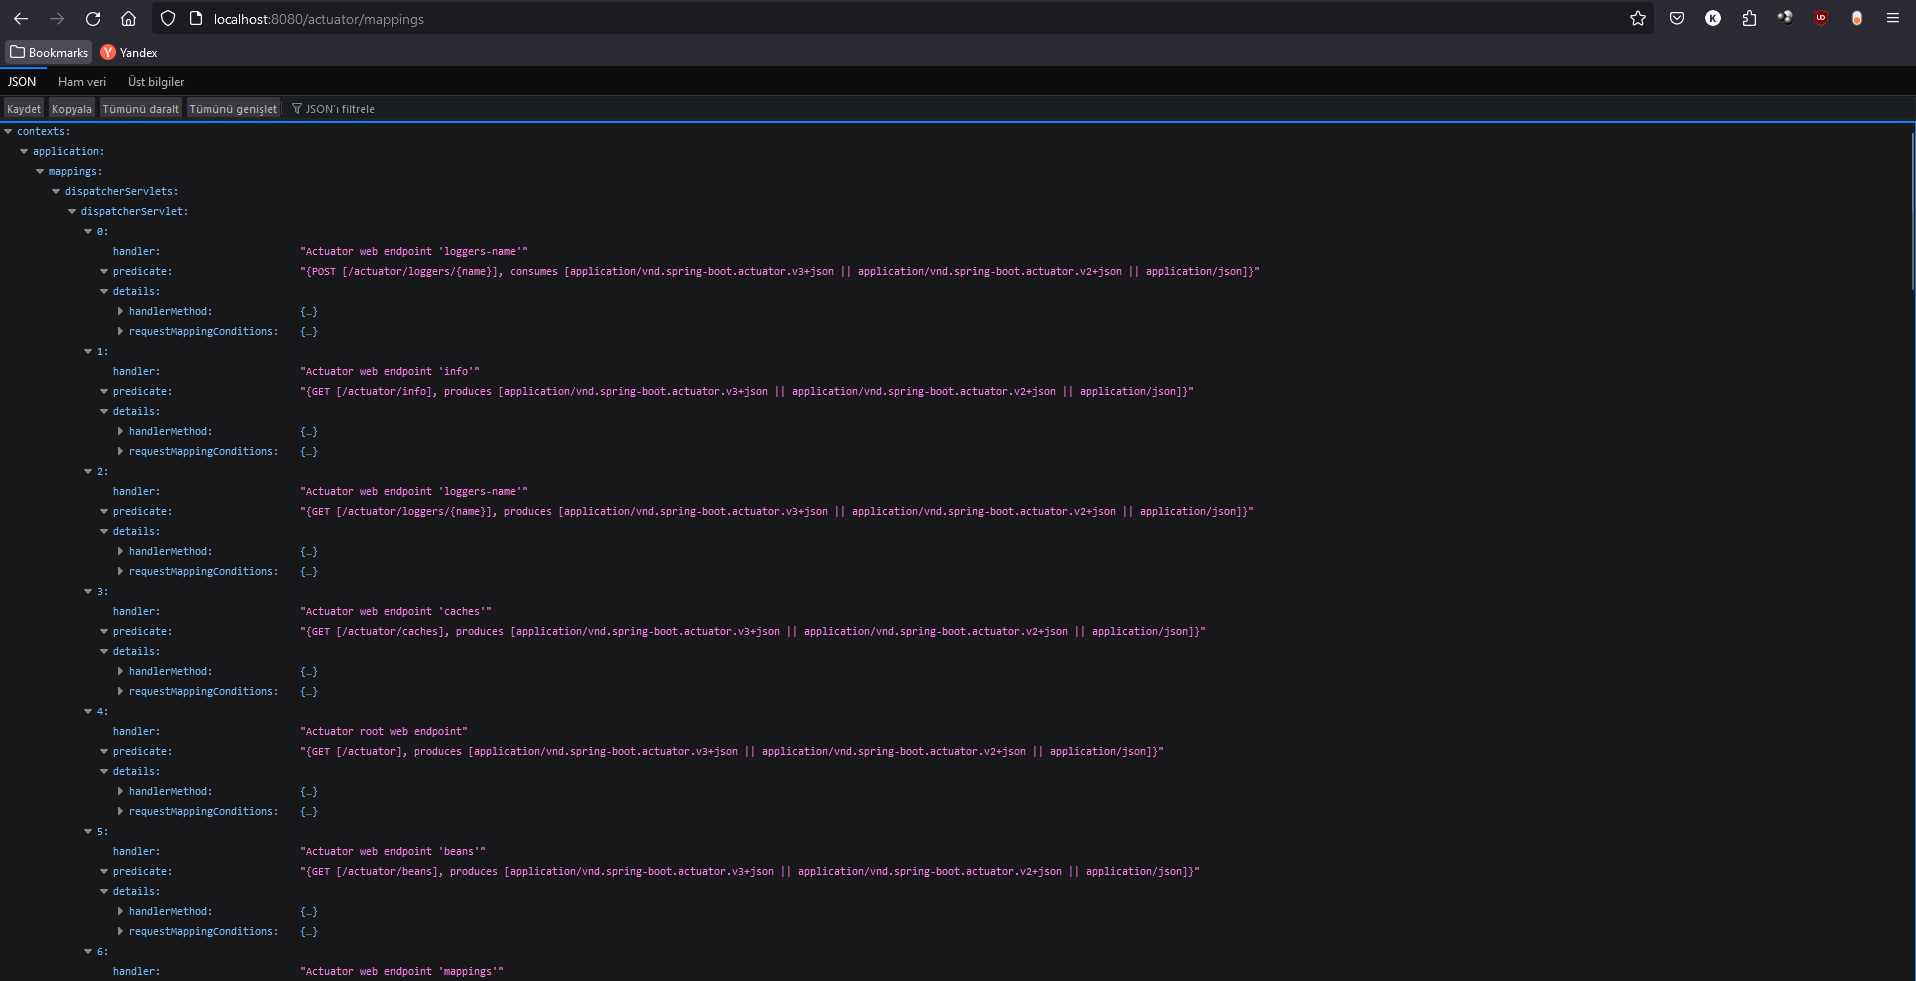 localhost:8080/actuator/mappings
Bookmarks Yandex
JSON Ham veri Üst bilgiler
Kaydet Kopyala Tümünü daralt Tümünü genişlet JSON'ı filtrele
contexts:
application:
mappings:
dispatcherServlets:
dispatcherServlet:
0:
handler: "Actuator web endpoint 'loggers-name'"
predicate: "{POST [/actuator/loggers/{name}], consumes [application/vnd.spring-boot.actuator.v3+json || application/vnd.spring-boot.actuator.v2+json || application/json]}"
details:
handlerMethod: {…}
requestMappingConditions: {…}
1:
handler: "Actuator web endpoint 'info'"
predicate: "{GET [/actuator/info], produces [application/vnd.spring-boot.actuator.v3+json || application/vnd.spring-boot.actuator.v2+json || application/json]}"
details:
handlerMethod: {…}
requestMappingConditions: {…}
2:
handler: "Actuator web endpoint 'loggers-name'"
predicate: "{GET [/actuator/loggers/{name}], produces [application/vnd.spring-boot.actuator.v3+json || application/vnd.spring-boot.actuator.v2+json || application/json]}"
details:
handlerMethod: {…}
requestMappingConditions: {…}
3:
handler: "Actuator web endpoint 'caches'"
predicate: "{GET [/actuator/caches], produces [application/vnd.spring-boot.actuator.v3+json || application/vnd.spring-boot.actuator.v2+json || application/json]}"
details:
handlerMethod: {…}
requestMappingConditions: {…}
4:
handler: "Actuator root web endpoint"
predicate: "{GET [/actuator], produces [application/vnd.spring-boot.actuator.v3+json || application/vnd.spring-boot.actuator.v2+json || application/json]}"
details:
handlerMethod: {…}
requestMappingConditions: {…}
5:
handler: "Actuator web endpoint 'beans'"
predicate: "{GET [/actuator/beans], produces [application/vnd.spring-boot.actuator.v3+json || application/vnd.spring-boot.actuator.v2+json || application/json]}"
details:
handlerMethod: {…}
requestMappingConditions: {…}
6:
handler: "Actuator web endpoint 'mappings'"